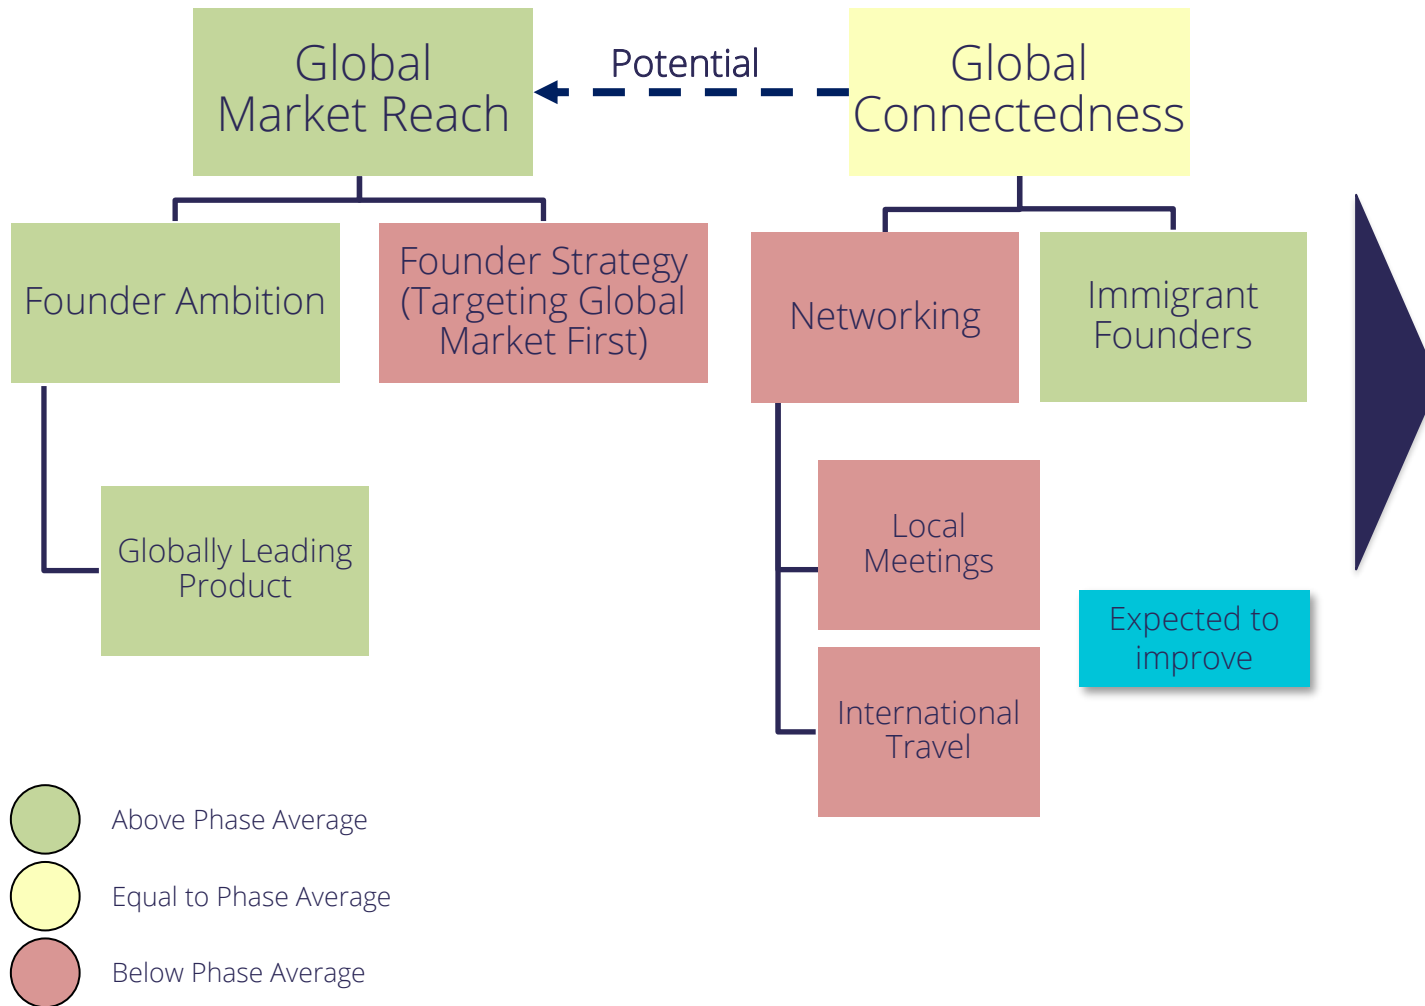 Global
Market Reach
Potential
Global
Connectedness
Founder Ambition
Founder Strategy
(Targeting Global
Market First)
Networking
Immigrant
Founders
Globally Leading
Product
Local
Meetings
Expected to
improve
International
Travel
Above Phase Average
Equal to Phase Average
Below Phase Average